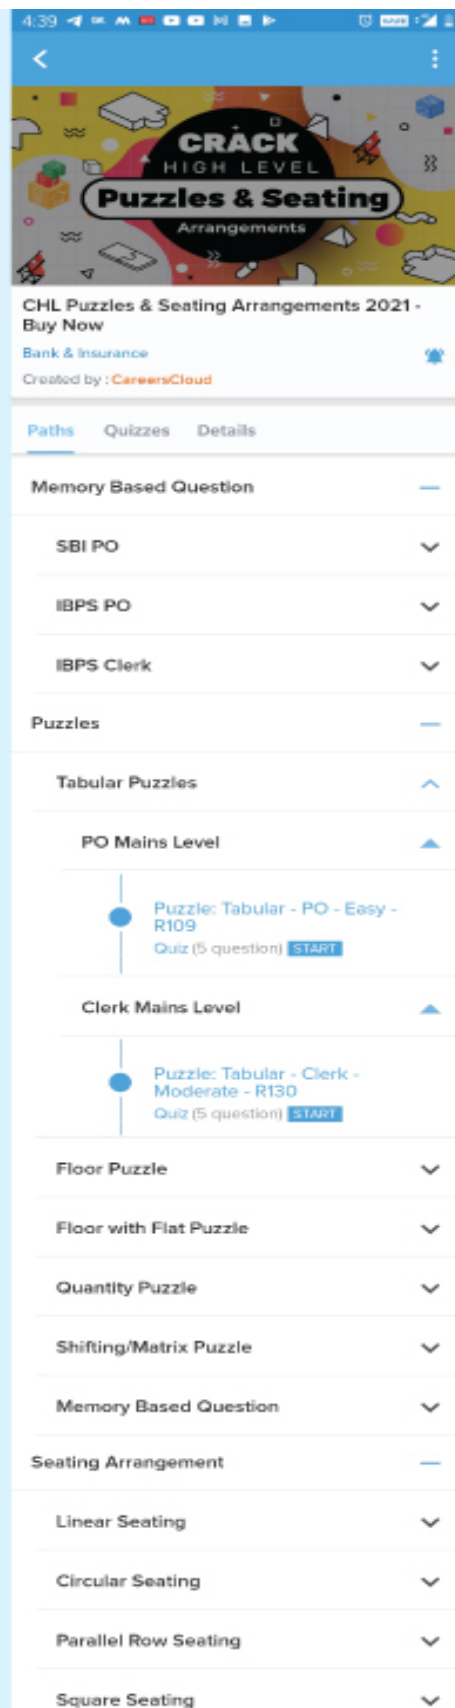 4:39
CRACK
HIGH LEVEL
Puzzles & Seating
Arrangements
CHL Puzzles & Seating Arrangements 2021 -
Buy Now
Bank & Insurance
Created by : CareersCloud
Paths Quizzes Details
Memory Based Question
SBI PO
IBPS PO
IBPS Clerk
Puzzles
Tabular Puzzles
PO Mains Level
Puzzle: Tabular - PO - Easy -
R109
Quiz (5 question) START
Clerk Mains Level
Puzzle: Tabular - Clerk -
Moderate - R130
Quiz (5 question) START
Floor Puzzle
Floor with Flat Puzzle
Quantity Puzzle
Shifting/Matrix Puzzle
Memory Based Question
Seating Arrangement
Linear Seating
Circular Seating
Parallel Row Seating
Square Seating